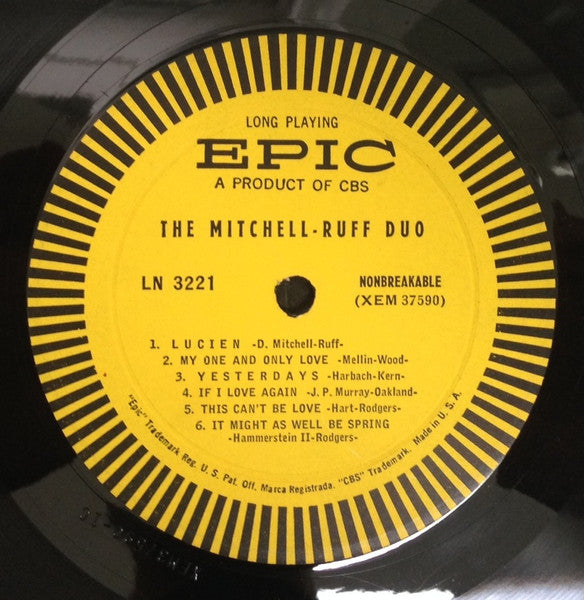 LONG PLAYING
EPIC
A PRODUCT OF CBS
THE MITCHELL-RUFF DUO
LN 3221
NONBREAKABLE
(XEM 37590)
1. LUCIEN -D. Mitchell-Ruff-
2. MY ONE AND ONLY LOVE -Mellin-Wood-
3. YESTERDAYS -Harbach-Kern-
4. IF I LOVE AGAIN -J. P. Murray-Oakland-
5. THIS CAN'T BE LOVE -Hart-Rodgers-
6. IT MIGHT AS WELL BE SPRING
-Hammerstein II-Rodgers-
"Epic" Trademark Reg. U. S. Pat. Off. Marca Registrada. "CBS" Trademark. Made in U. S. A.